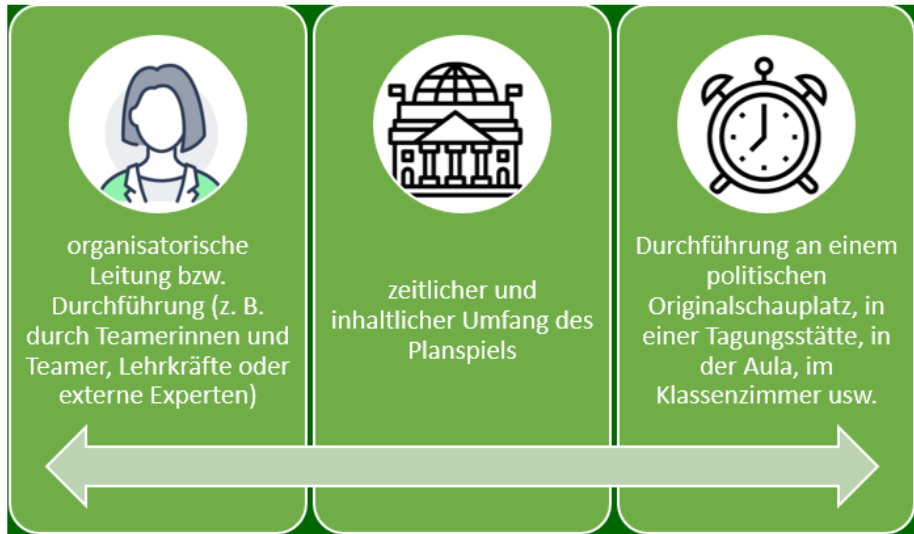 organisatorische
Leitung bzw.
Durchführung (z. B.
durch Teamerinnen und
Teamer, Lehrkräfte oder
externe Experten)
zeitlicher und
inhaltlicher Umfang des
Planspiels
Durchführung an einem
politischen
Originalschauplatz, in
einer Tagungsstätte, in
der Aula, im
Klassenzimmer usw.